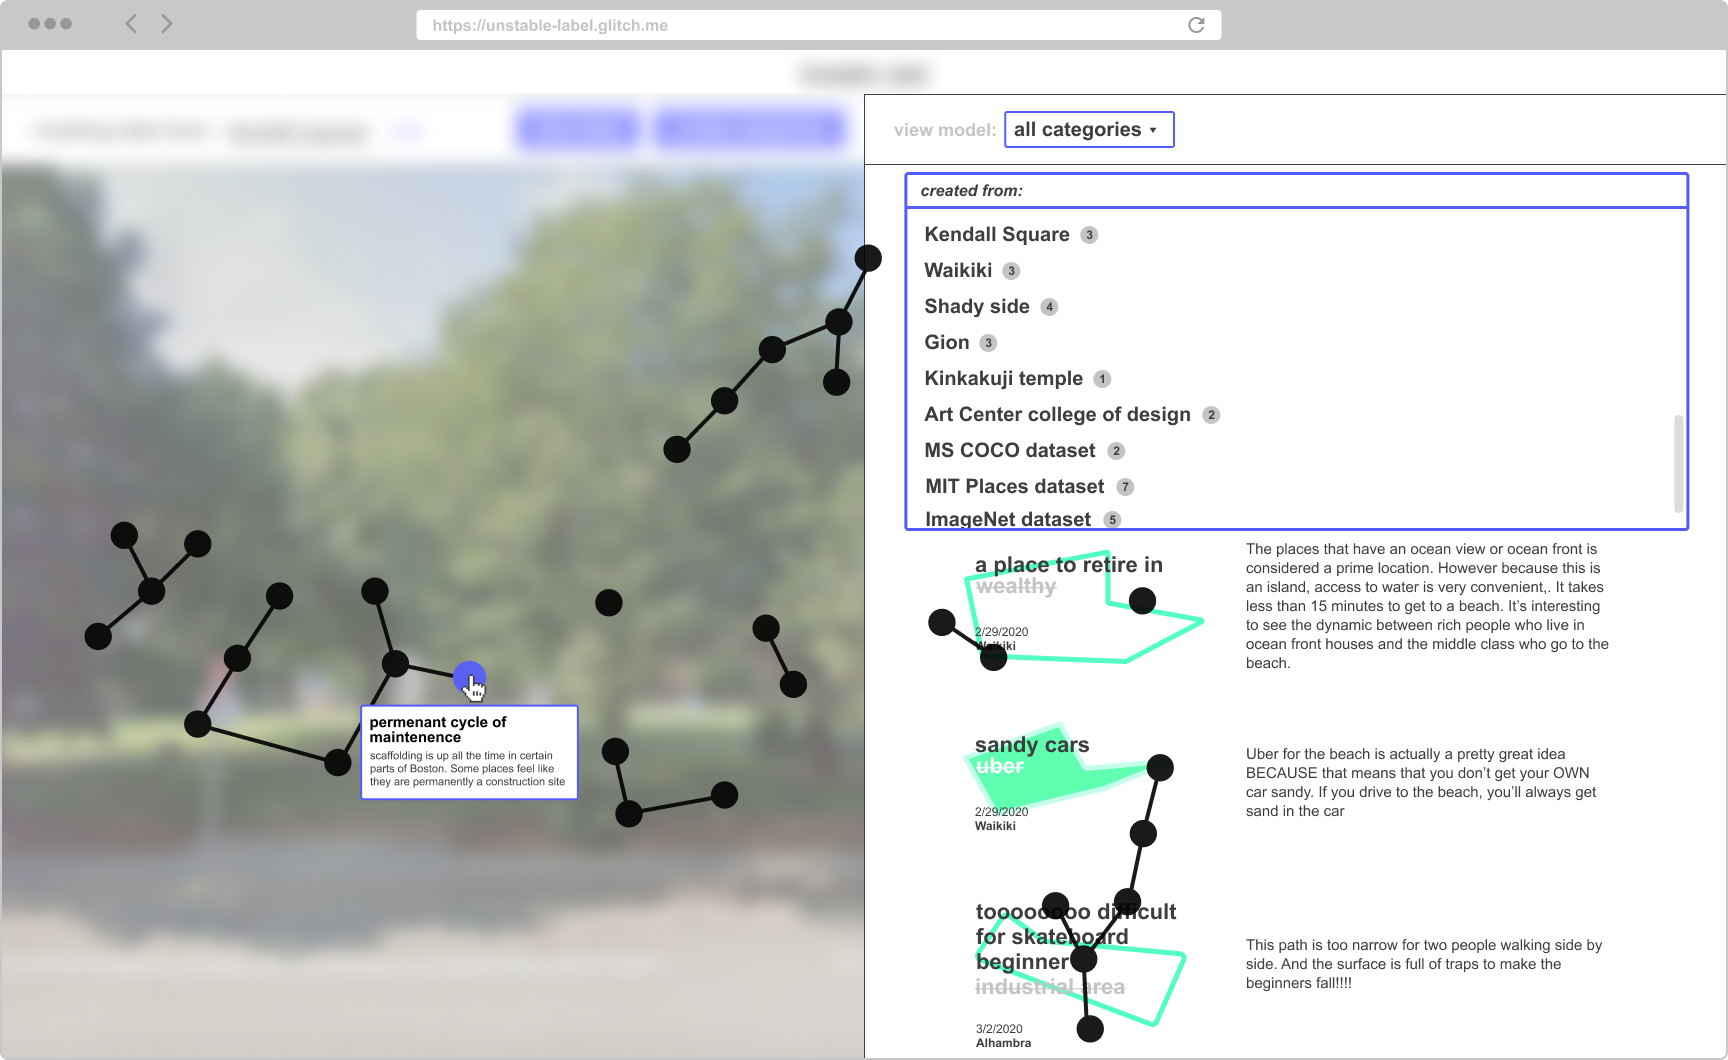 https://unstable-label.glitch.me
view model: all categories
created from:
Kendall Square 3
Waikiki 3
Shady side 4
Gion 3
Kinkakuji temple 1
Art Center college of design 2
MS COCO dataset 2
MIT Places dataset 7
ImageNet dataset 5
a place to retire in
wealthy
2/29/2020
Waikiki
The places that have an ocean view or ocean front is
considered a prime location. However because this is
an island, access to water is very convenient,. It takes
less than 15 minutes to get to a beach. It's interesting
to see the dynamic between rich people who live in
ocean front houses and the middle class who go to the
beach.
permenant cycle of
maintenence
scaffolding is up all the time in certain
parts of Boston. Some places feel like
they are permanently a construction site
sandy cars
uber
2/29/2020
Waikiki
Uber for the beach is actually a pretty great idea
BECAUSE that means that you don't get your OWN
car sandy. If you drive to the beach, you'll always get
sand in the car
toooooooo difficult
for skateboard
beginner
industrial area
3/2/2020
Alhambra
This path is too narrow for two people walking side by
side. And the surface is full of traps to make the
beginners fall!!!!